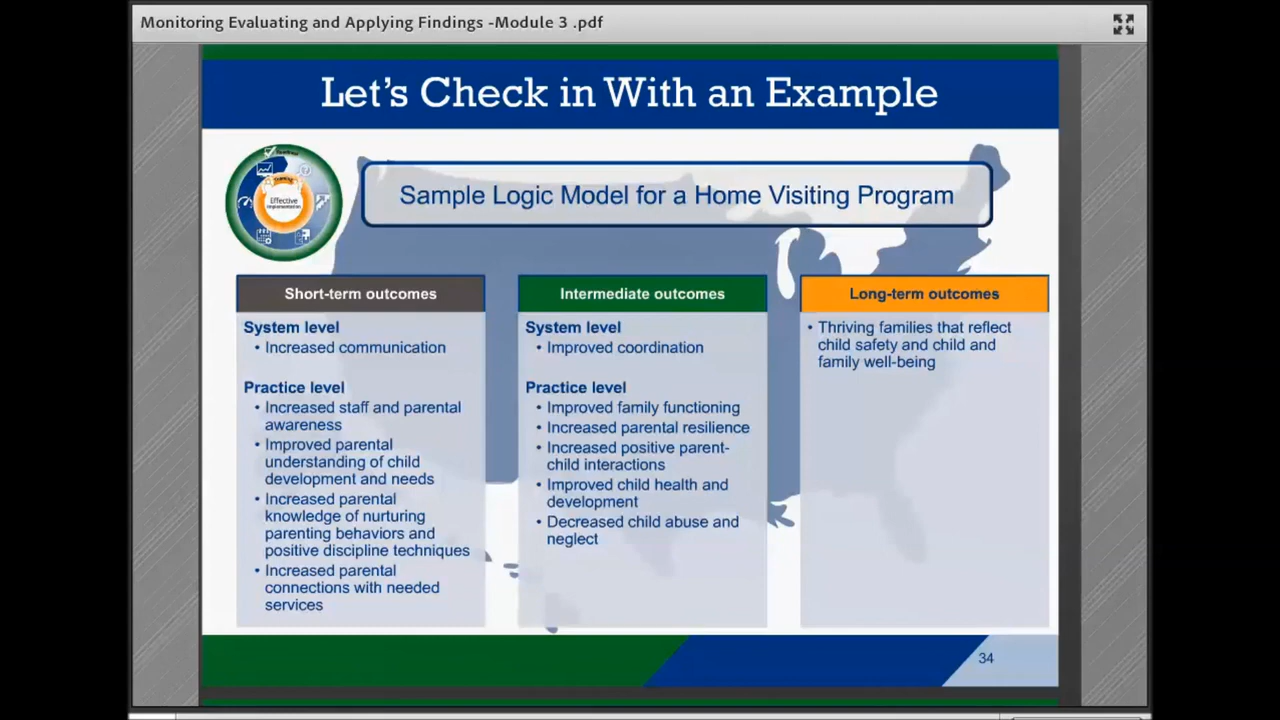 Monitoring Evaluating and Applying Findings -Module 3 .pdf
Let's Check in With an Example
Effective
Implementation
Sample Logic Model for a Home Visiting Program
Short-term outcomes
System level
• Increased communication
Practice level
• Increased staff and parental
awareness
• Improved parental
understanding of child
development and needs
• Increased parental
knowledge of nurturing
parenting behaviors and
positive discipline techniques
• Increased parental
connections with needed
services
Intermediate outcomes
System level
• Improved coordination
Practice level
• Improved family functioning
• Increased parental resilience
• Increased positive parent-
child interactions
• Improved child health and
development
• Decreased child abuse and
neglect
Long-term outcomes
• Thriving families that reflect
child safety and child and
family well-being
34